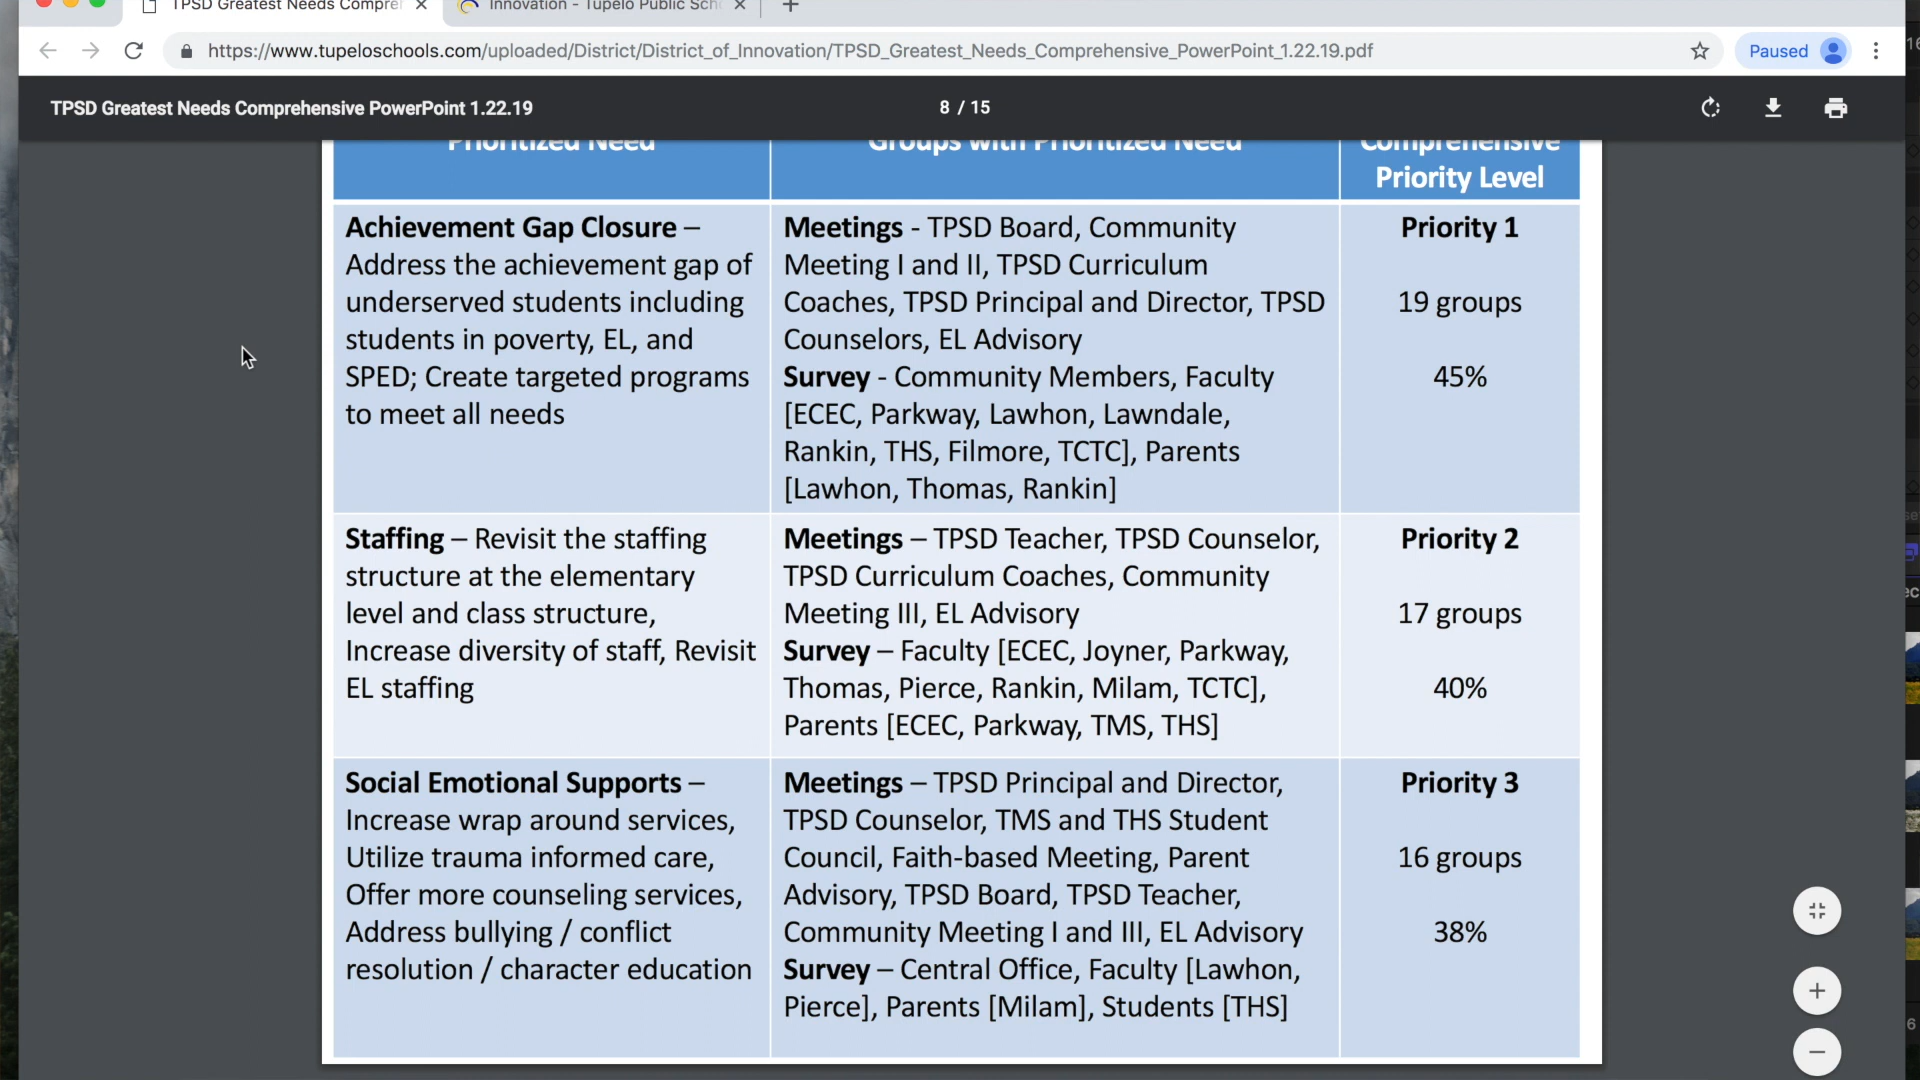 TPSD Greatest Needs Compre
Innovation - Tupelo Public Sch
https://www.tupeloschools.com/uploaded/District/District_of_Innovation/TPSD_Greatest_Needs_Comprehensive_PowerPoint_1.22.19.pdf
Paused
TPSD Greatest Needs Comprehensive PowerPoint 1.22.19
8 / 15
Prioritized Need
Groups with Prioritized Need
Comprehensive
Priority Level
Achievement Gap Closure –
Address the achievement gap of
underserved students including
students in poverty, EL, and
SPED; Create targeted programs
to meet all needs
Meetings - TPSD Board, Community
Meeting I and II, TPSD Curriculum
Coaches, TPSD Principal and Director, TPSD
Counselors, EL Advisory
Survey - Community Members, Faculty
[ECEC, Parkway, Lawhon, Lawndale,
Rankin, THS, Filmore, TCTC], Parents
[Lawhon, Thomas, Rankin]
Priority 1
19 groups
45%
Staffing – Revisit the staffing
structure at the elementary
level and class structure,
Increase diversity of staff, Revisit
EL staffing
Meetings – TPSD Teacher, TPSD Counselor,
TPSD Curriculum Coaches, Community
Meeting III, EL Advisory
Survey – Faculty [ECEC, Joyner, Parkway,
Thomas, Pierce, Rankin, Milam, TCTC],
Parents [ECEC, Parkway, TMS, THS]
Priority 2
17 groups
40%
Social Emotional Supports –
Increase wrap around services,
Utilize trauma informed care,
Offer more counseling services,
Address bullying / conflict
resolution / character education
Meetings – TPSD Principal and Director,
TPSD Counselor, TMS and THS Student
Council, Faith-based Meeting, Parent
Advisory, TPSD Board, TPSD Teacher,
Community Meeting I and III, EL Advisory
Survey – Central Office, Faculty [Lawhon,
Pierce], Parents [Milam], Students [THS]
Priority 3
16 groups
38%